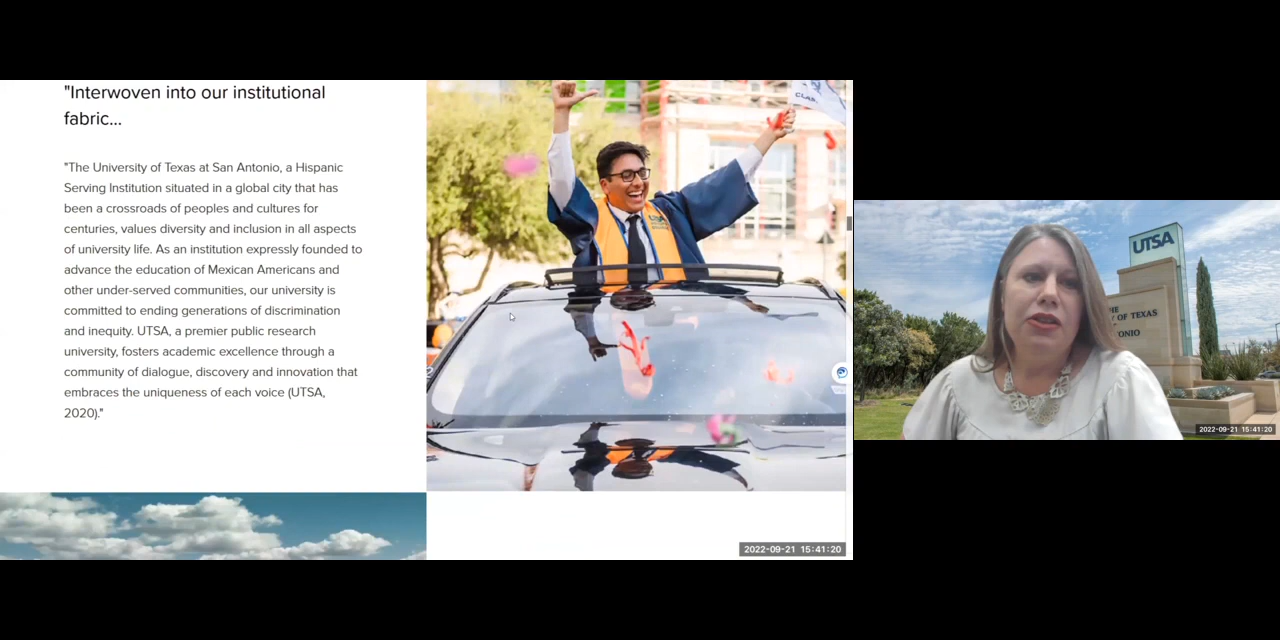 "Interwoven into our institutional
fabric...
"The University of Texas at San Antonio, a Hispanic
Serving Institution situated in a global city that has
been a crossroads of peoples and cultures for
centuries, values diversity and inclusion in all aspects
of university life. As an institution expressly founded to
advance the education of Mexican Americans and
other under-served communities, our university is
committed to ending generations of discrimination
and inequity. UTSA, a premier public research
university, fosters academic excellence through a
community of dialogue, discovery and innovation that
embraces the uniqueness of each voice (UTSA,
2020)."
CLA
2022-09-21 15:41:20
UTSA
OF TEXAS
2022-09-21 15:41:20